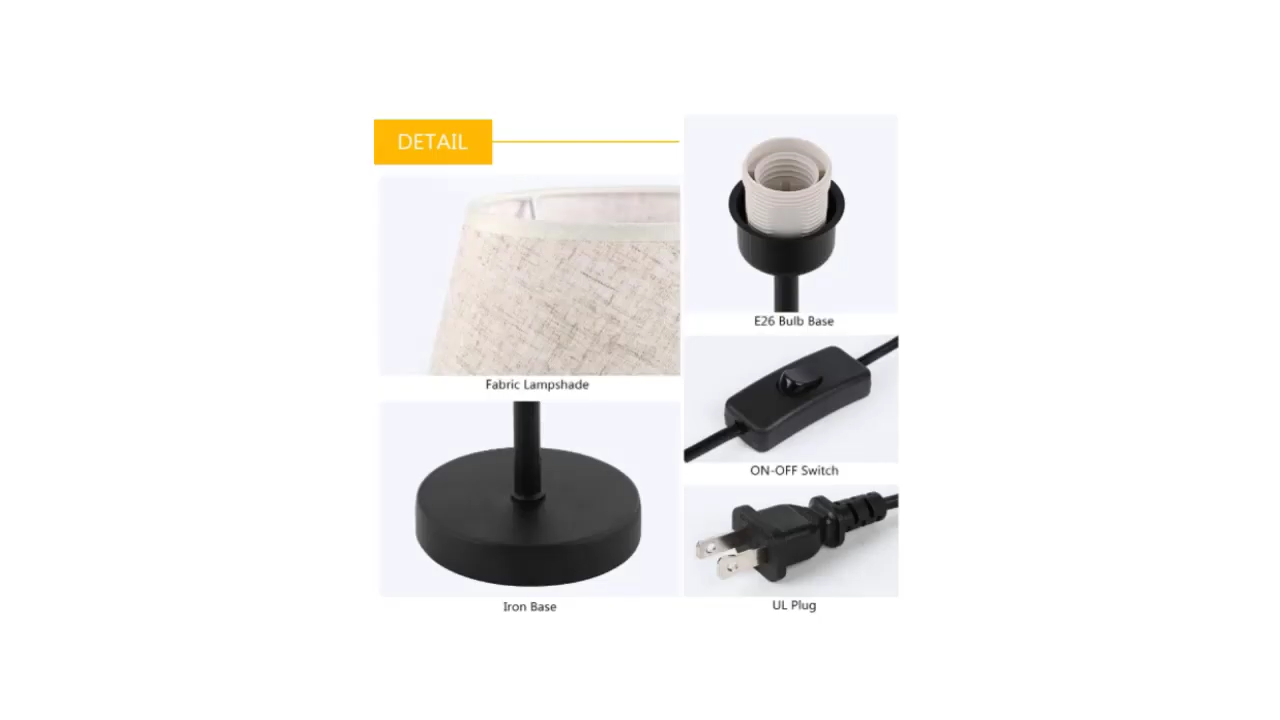 DETAIL
E26 Bulb Base
Fabric Lampshade
ON-OFF Switch
Iron Base
UL Plug